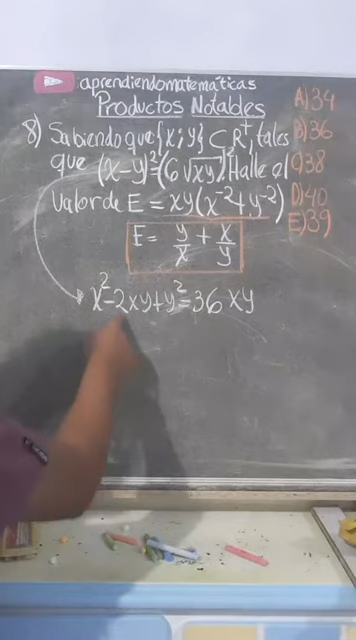 aprendiendomatemáticas
Productos Notables
8) Sabiendo que {x;y} ⊂ R⁺, tales
que (x-y)²=(6√xy)². Halle el
valor de E = xy(x⁻²+y⁻²)
A) 34
B) 36
C) 38
D) 40
E) 39
E = y/x + x/y
x²-2xy+y²=36xy